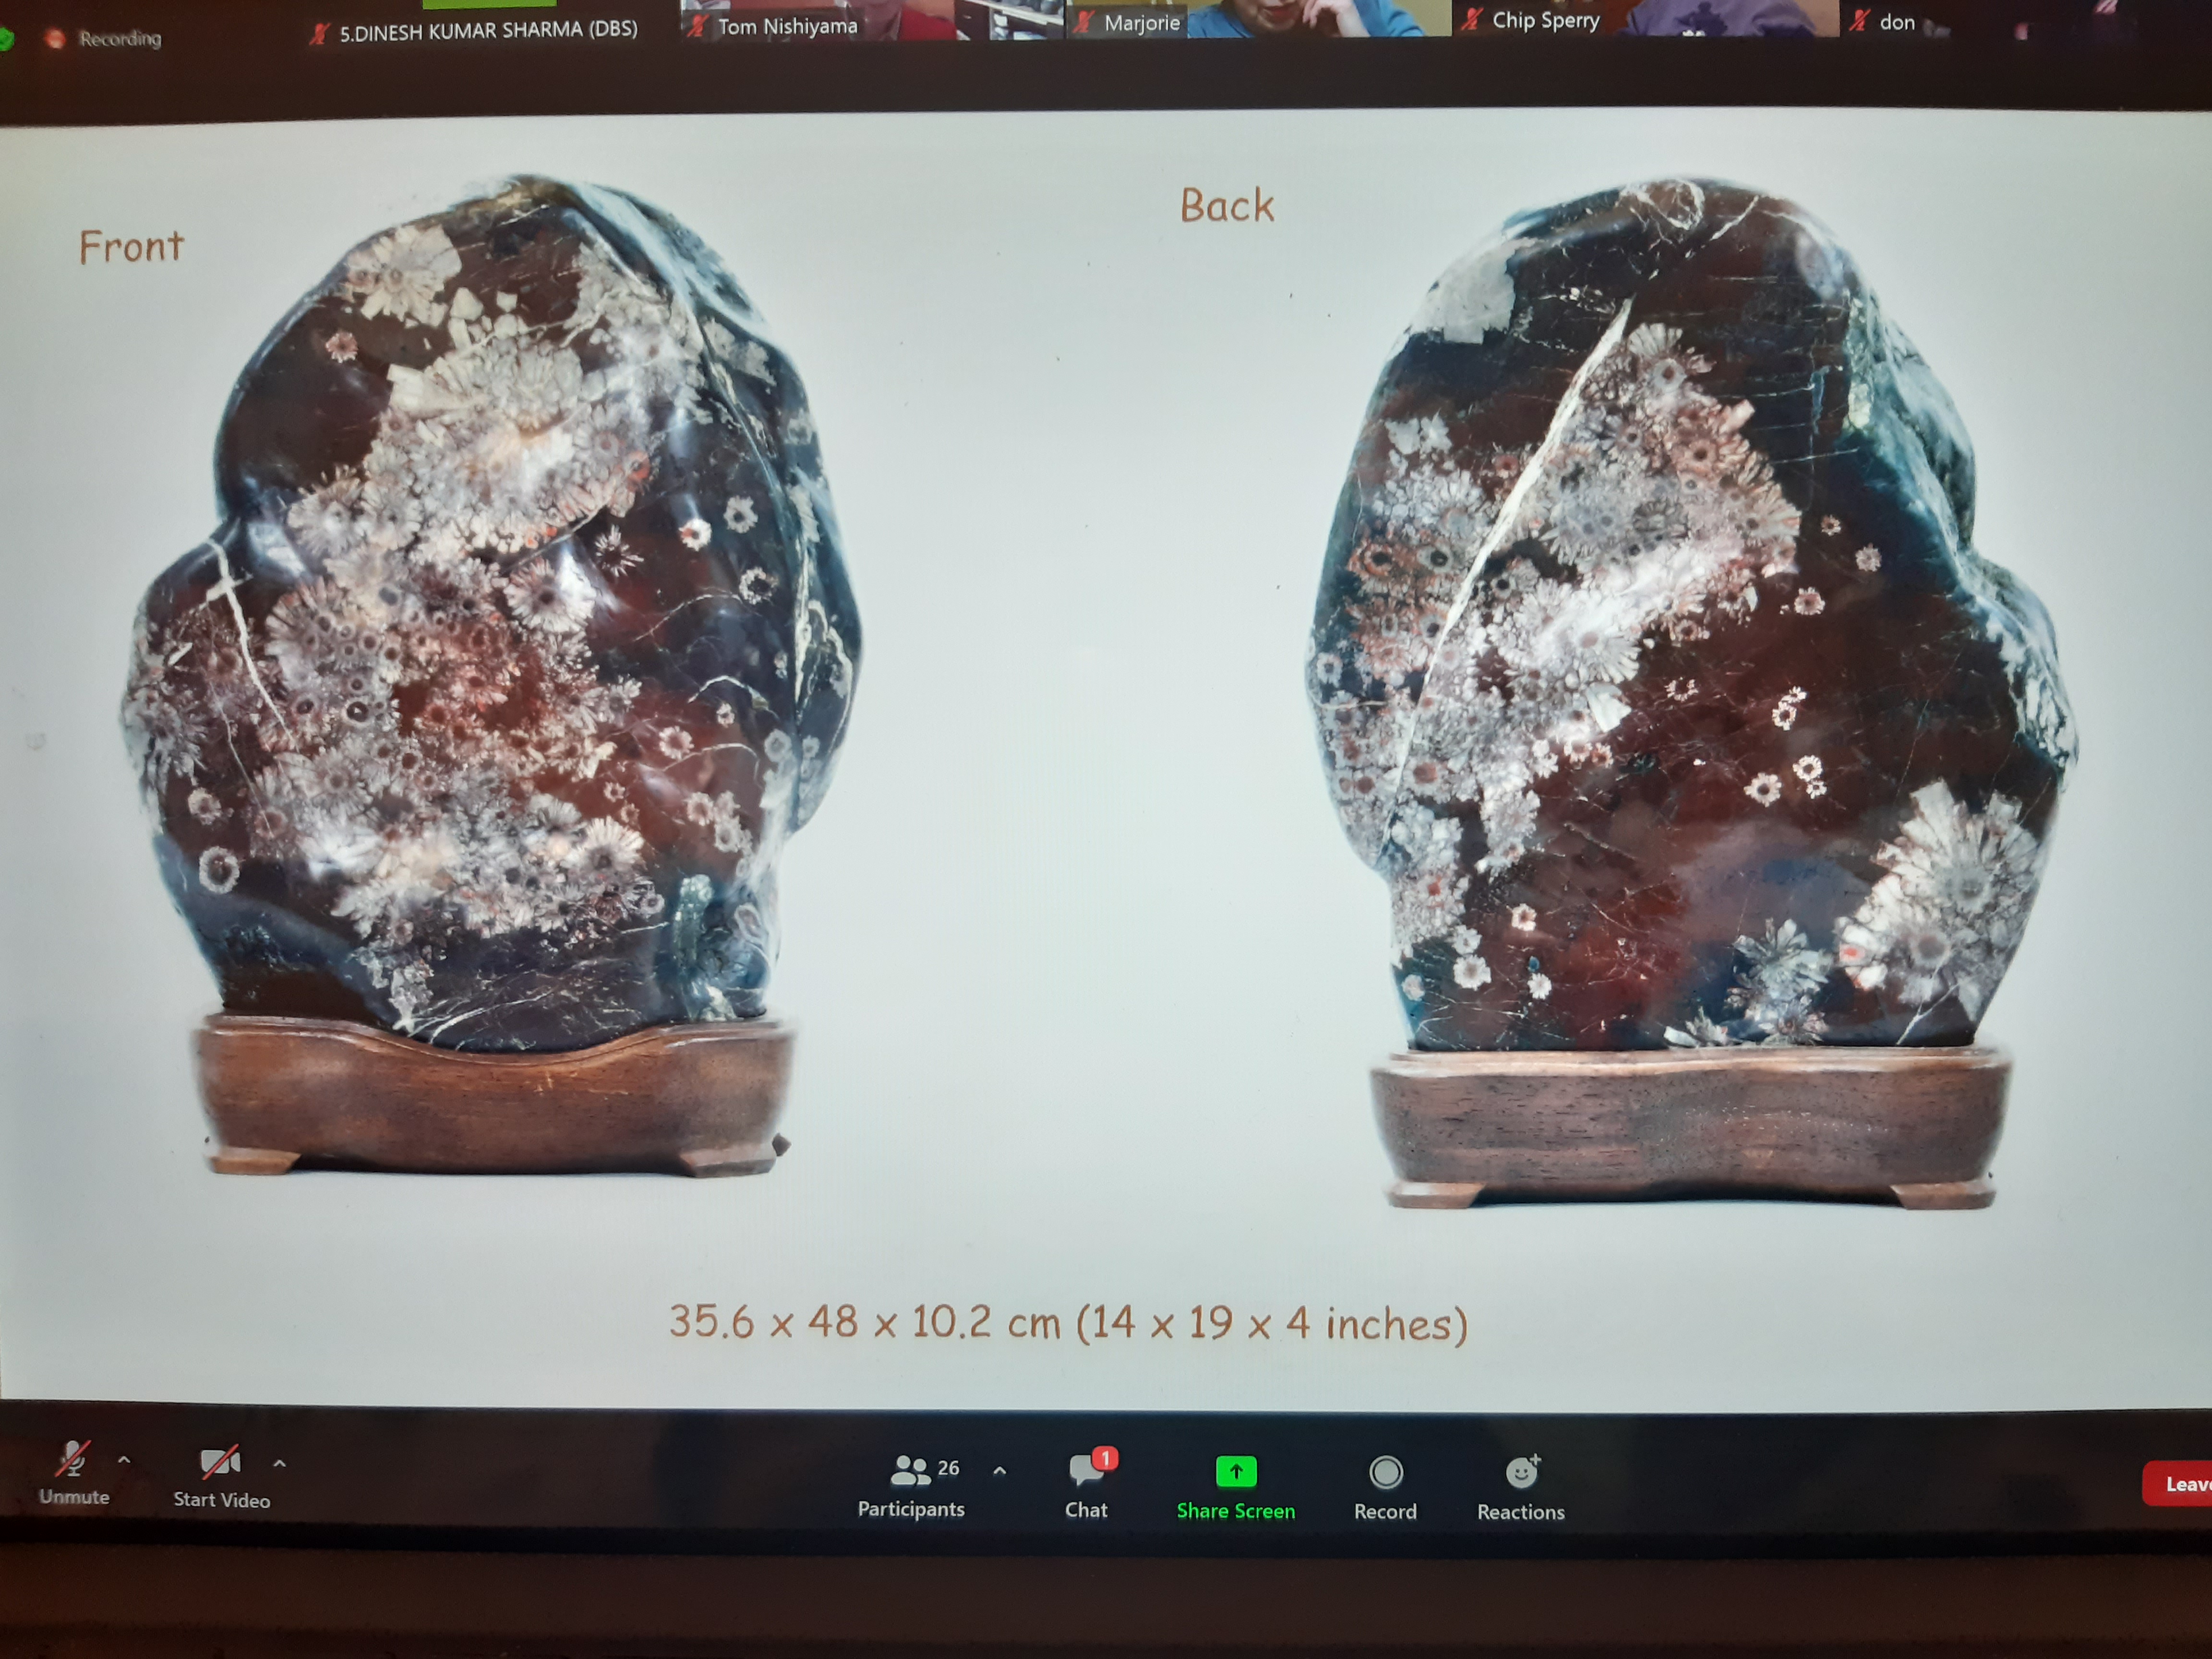 Recording
5.DINESH KUMAR SHARMA (DBS)
Tom Nishiyama
Marjorie
Chip Sperry
don
Front
Back
35.6 x 48 x 10.2 cm (14 x 19 x 4 inches)
Unmute
Start Video
26
Participants
1
Chat
Share Screen
Record
Reactions
Leave